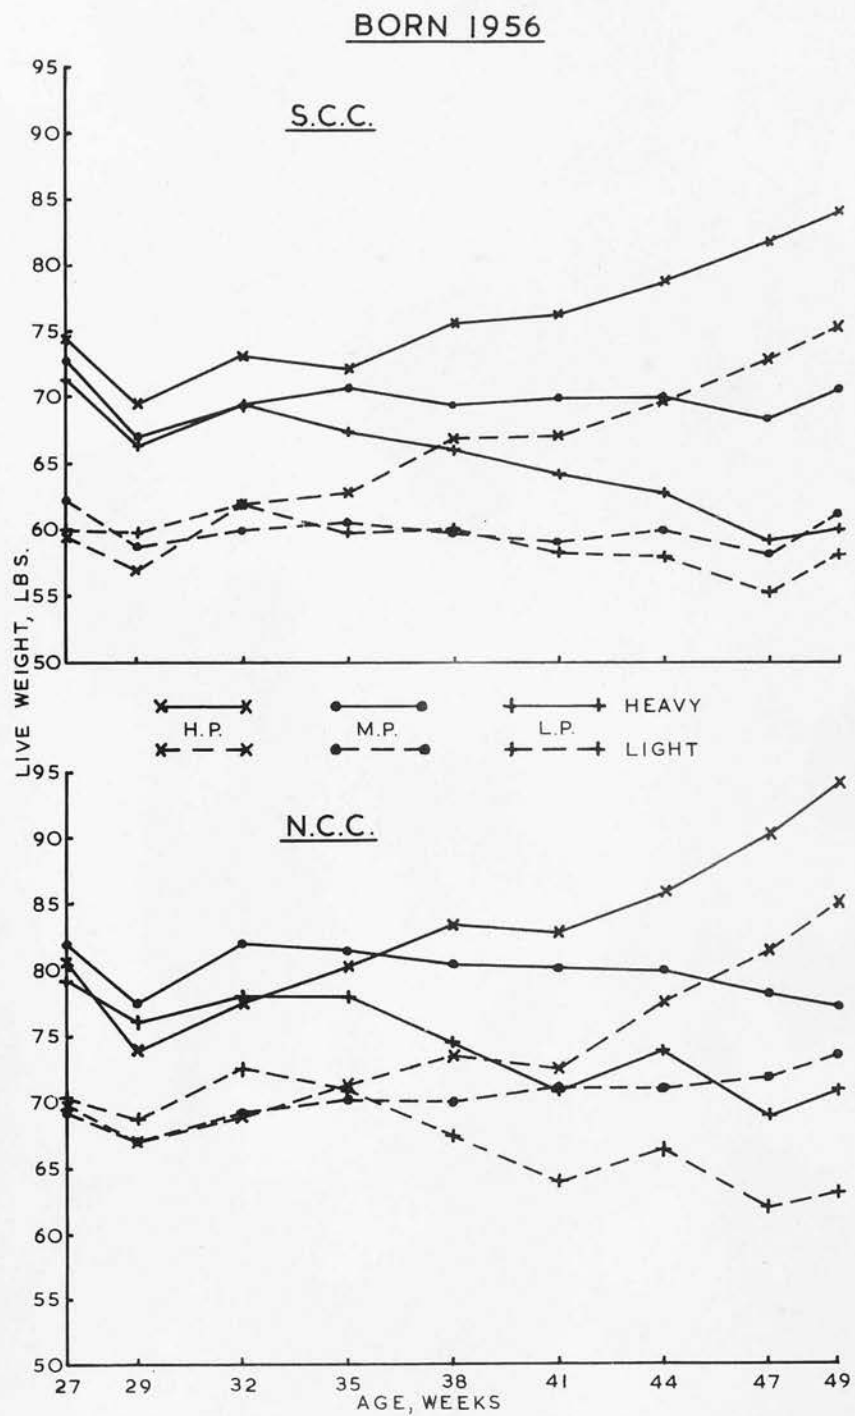 BORN 1956
S.C.C.
95
90
85
80
75
70
65
60
55
50
LIVE WEIGHT, LBS.
HEAVY
H.P. M.P. L.P.
LIGHT
N.C.C.
95
90
85
80
75
70
65
60
55
50
27 29 32 35 38 41 44 47 49
AGE, WEEKS